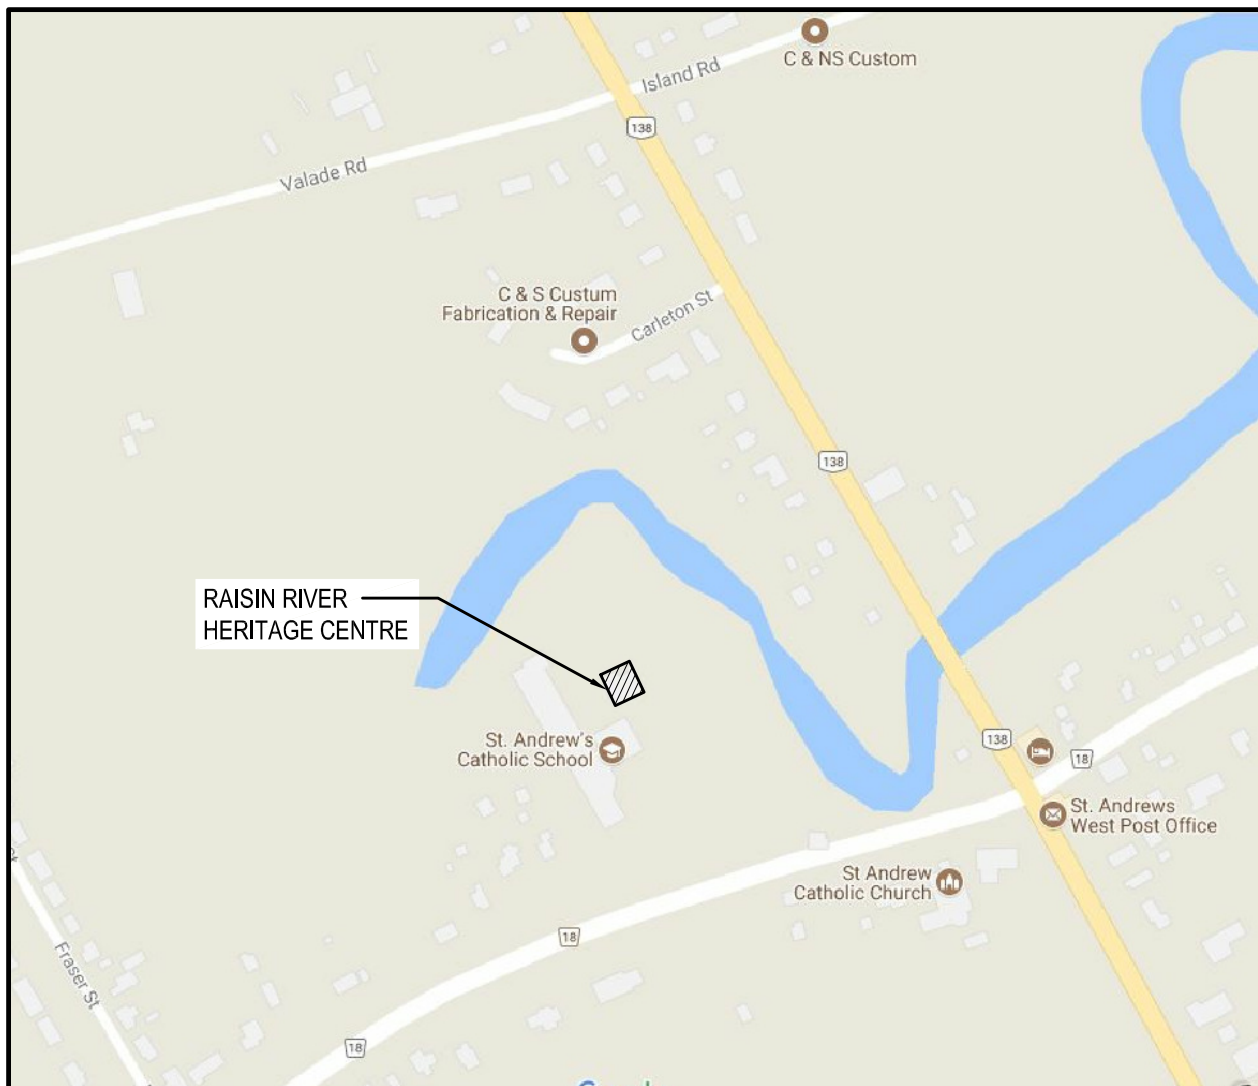 C & NS Custom
Island Rd
138
Valade Rd
C & S Custum
Fabrication & Repair
Carleton St
138
RAISIN RIVER
HERITAGE CENTRE
St. Andrew's
Catholic School
138
18
St. Andrews
West Post Office
St Andrew
Catholic Church
18
Fraser St
18